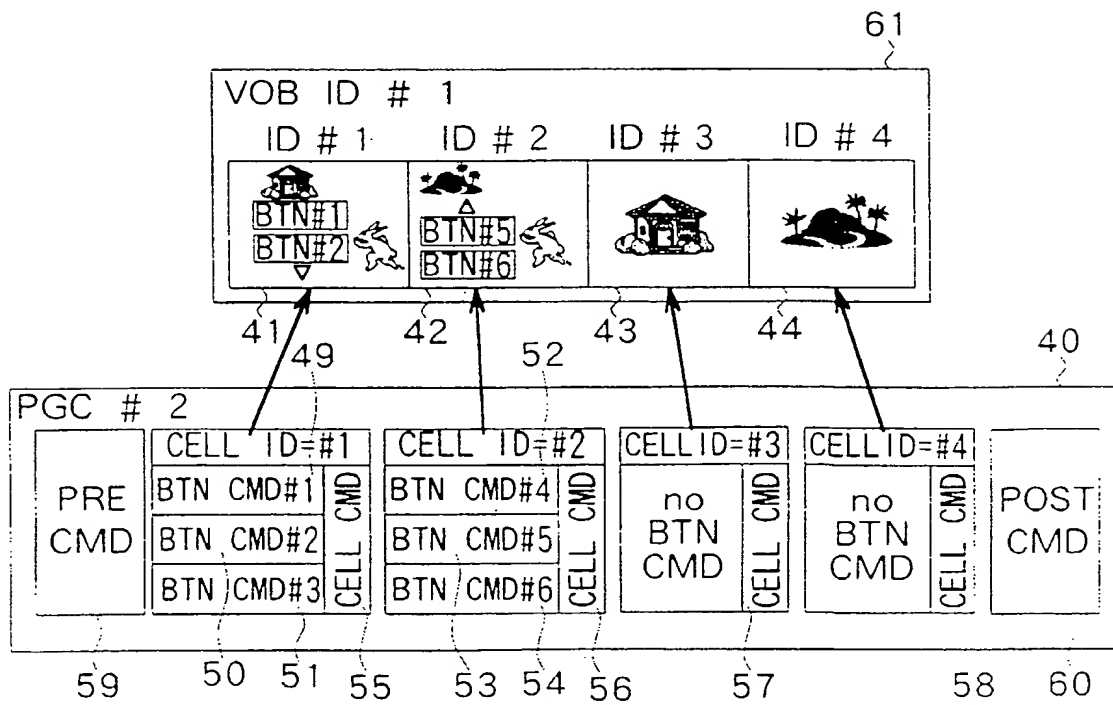 61
VOB ID # 1
ID # 1 ID # 2 ID # 3 ID # 4
BTN#1
BTN#2
BTN#5
BTN#6
41 42 43 44
49 52 40
PGC # 2
PRE
CMD
CELL ID=#1
BTN CMD#1
BTN CMD#2
BTN CMD#3
CELL CMD
CELL ID=#2
BTN CMD#4
BTN CMD#5
BTN CMD#6
CELL CMD
CELL ID=#3
no
BTN
CMD
CELL CMD
CELL ID=#4
no
BTN
CMD
CELL CMD
POST
CMD
59 50 51 55 53 54 56 57 58 60